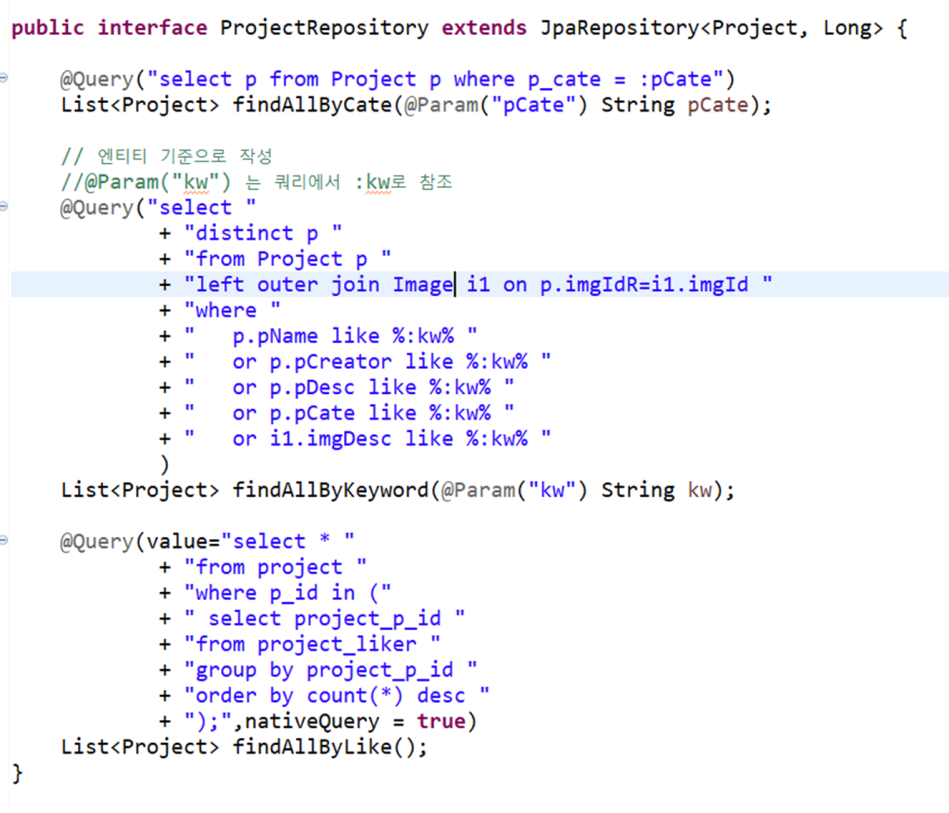 public interface ProjectRepository extends JpaRepository<Project, Long> {
@Query("select p from Project p where p_cate = :pCate")
List<Project> findAllByCate(@Param("pCate") String pCate);
// 엔티티 기준으로 작성
//@Param("kw") 는 쿼리에서 :kw로 참조
@Query("select "
+ "distinct p "
+ "from Project p "
+ "left outer join Image i1 on p.imgIdR=i1.imgId "
+ "where "
+ "   p.pName like %:kw% "
+ "   or p.pCreator like %:kw% "
+ "   or p.pDesc like %:kw% "
+ "   or p.pCate like %:kw% "
+ "   or i1.imgDesc like %:kw% "
)
List<Project> findAllByKeyword(@Param("kw") String kw);
@Query(value="select * "
+ "from project "
+ "where p_id in ("
+ " select project_p_id "
+ "from project_liker "
+ "group by project_p_id "
+ "order by count(*) desc "
+ ");",nativeQuery = true)
List<Project> findAllByLike();
}